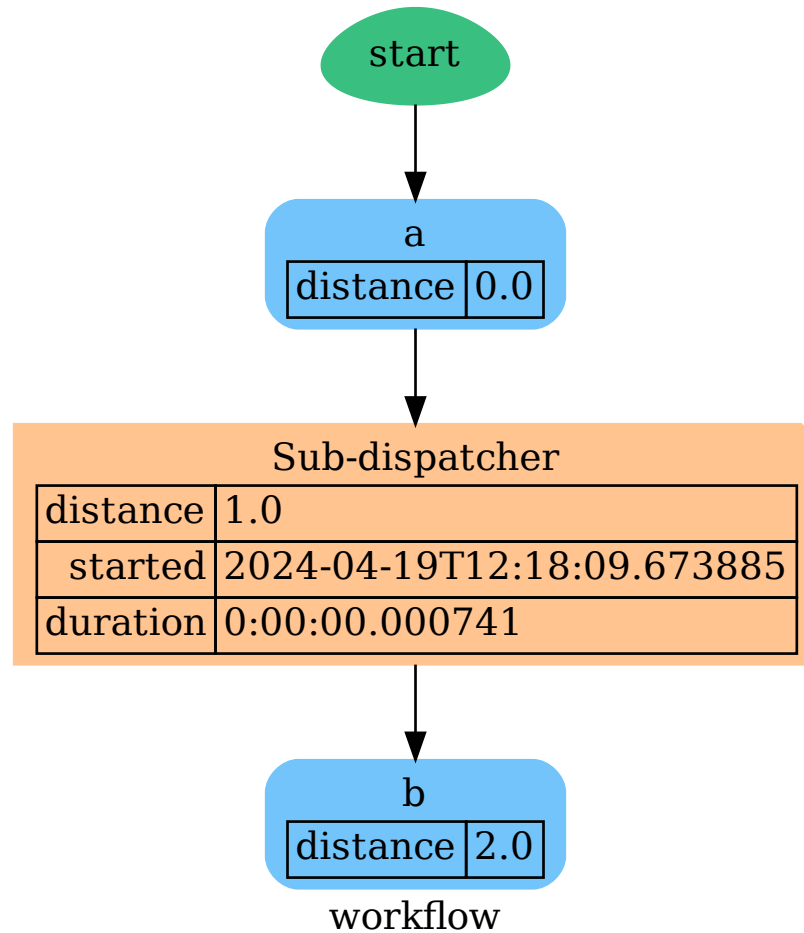 start
a
distance 0.0
Sub-dispatcher
distance 1.0
started 2024-04-19T12:18:09.673885
duration 0:00:00.000741
b
distance 2.0
workflow